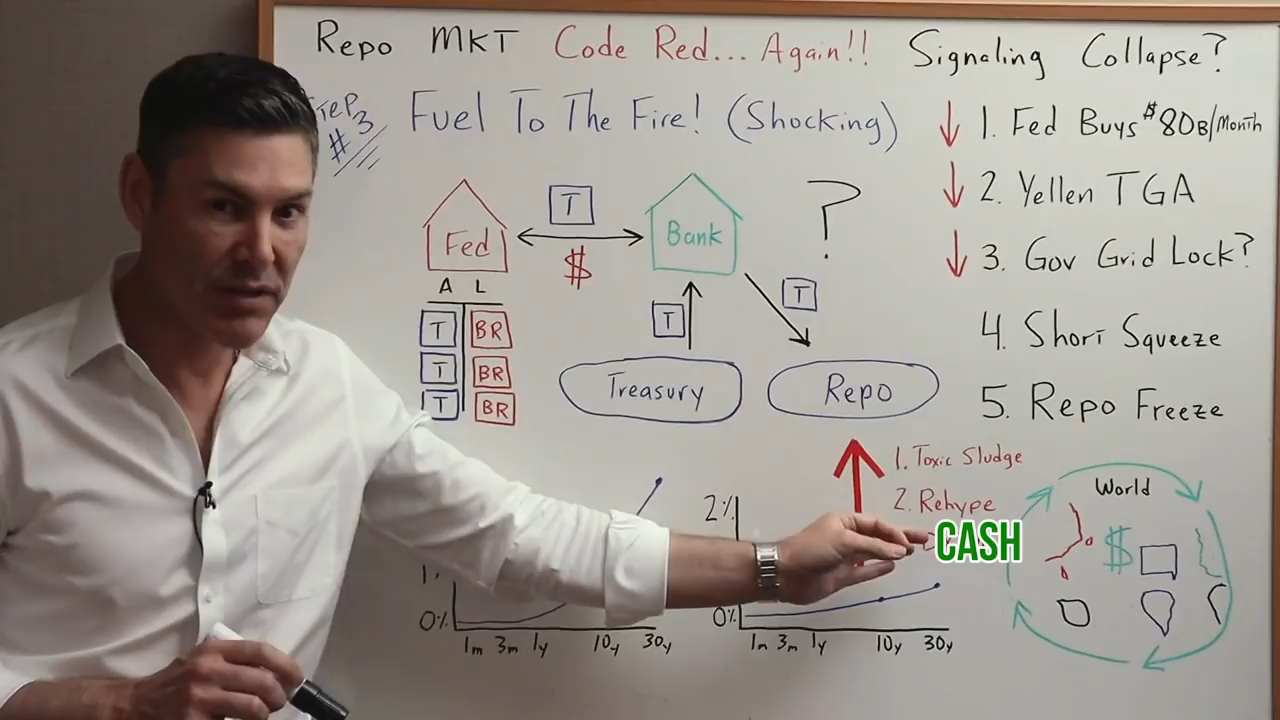 Repo MKT Code Red... Again!! Signaling Collapse?
#3
Fuel To The Fire! (Shocking)
1. Fed Buys $80B/Month
2. Yellen TGA
3. Gov Grid Lock?
4. Short Squeeze
5. Repo Freeze
T
Fed
$
Bank
?
A L
T BR
T BR
T BR
T
T
Treasury
Repo
1. Toxic Sludge
2. Rehype
CASH
World
$
0%
1m 3m 1y 10y 30y
2%
0%
1m 3m 1y 10y 30y